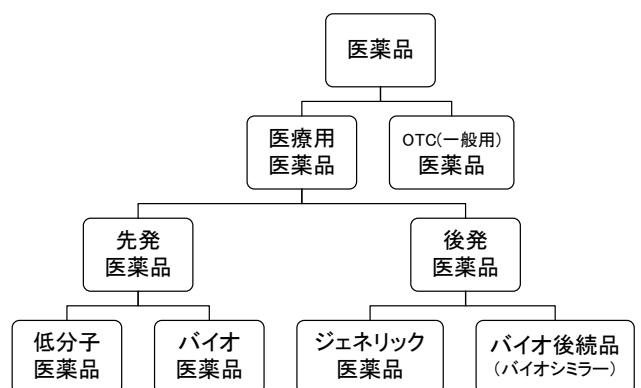 医薬品
医療用
医薬品
OTC(一般用)
医薬品
先発
医薬品
後発
医薬品
低分子
医薬品
バイオ
医薬品
ジェネリック
医薬品
バイオ後続品
(バイオシミラー)